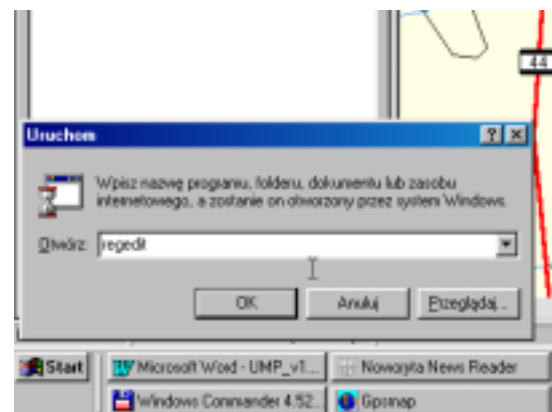 44
Uruchom
Wpisz nazwę programu, folderu, dokumentu lub zasobu
internetowego, a zostanie on otworzony przez system Windows.
Otwórz: regedit
OK Anuluj Przeglądaj...
Start Microsoft Word - UMP_v1... Noworyta News Reader
Windows Commander 4.52... Gpsmap